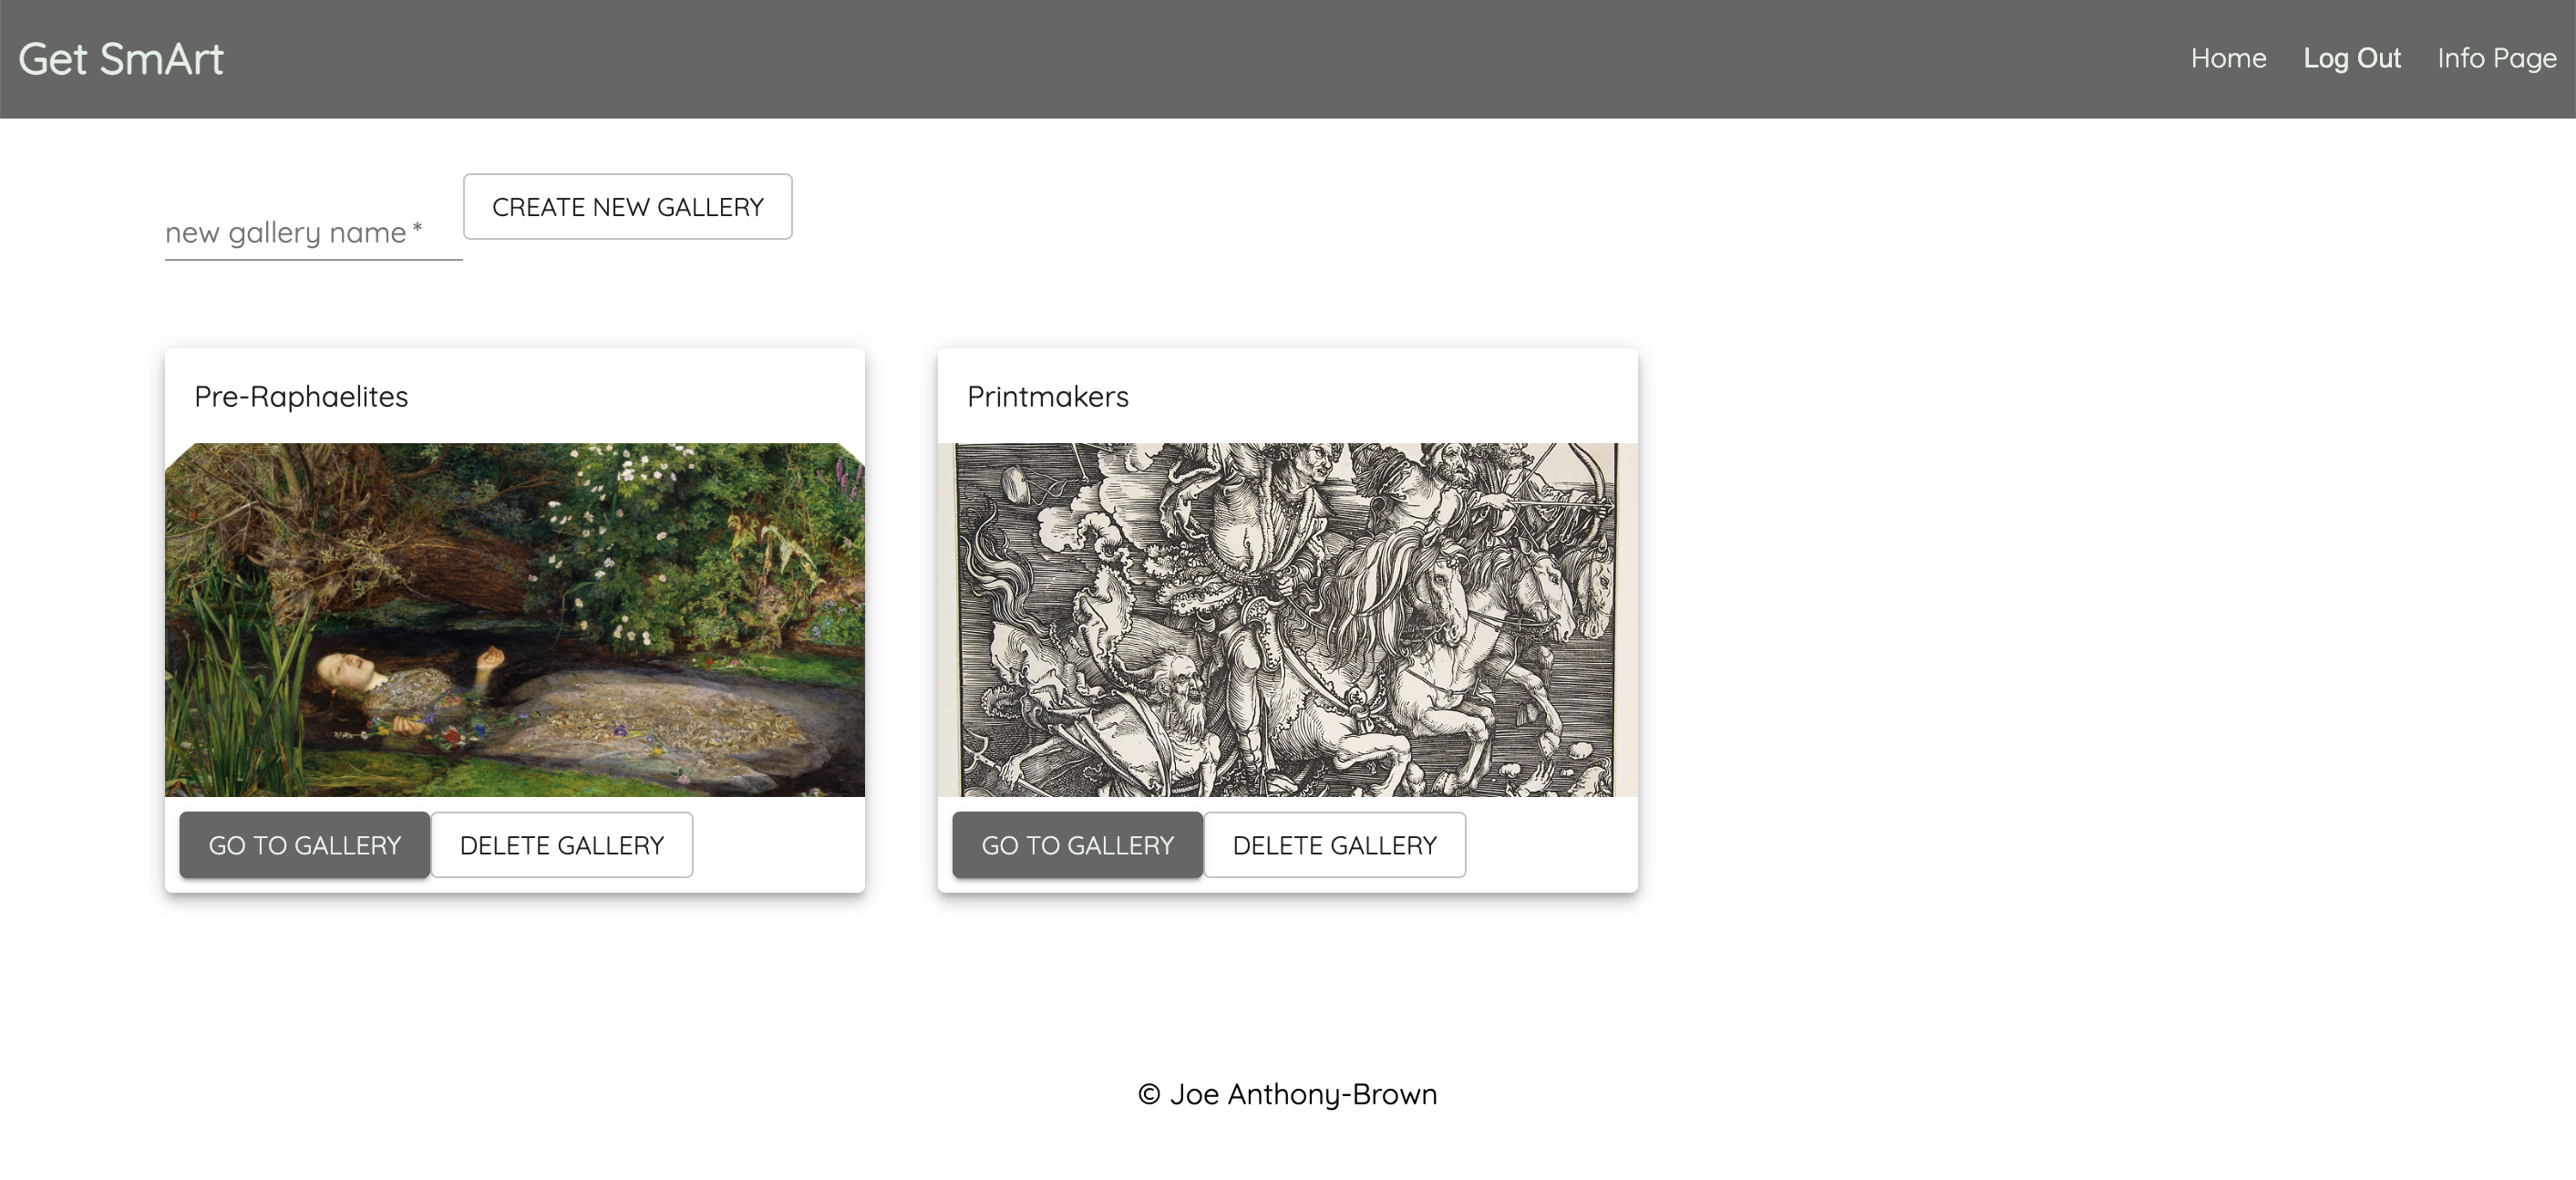 Get SmArt
Home Log Out Info Page
CREATE NEW GALLERY
new gallery name *
Pre-Raphaelites
Printmakers
GO TO GALLERY DELETE GALLERY
GO TO GALLERY DELETE GALLERY
© Joe Anthony-Brown